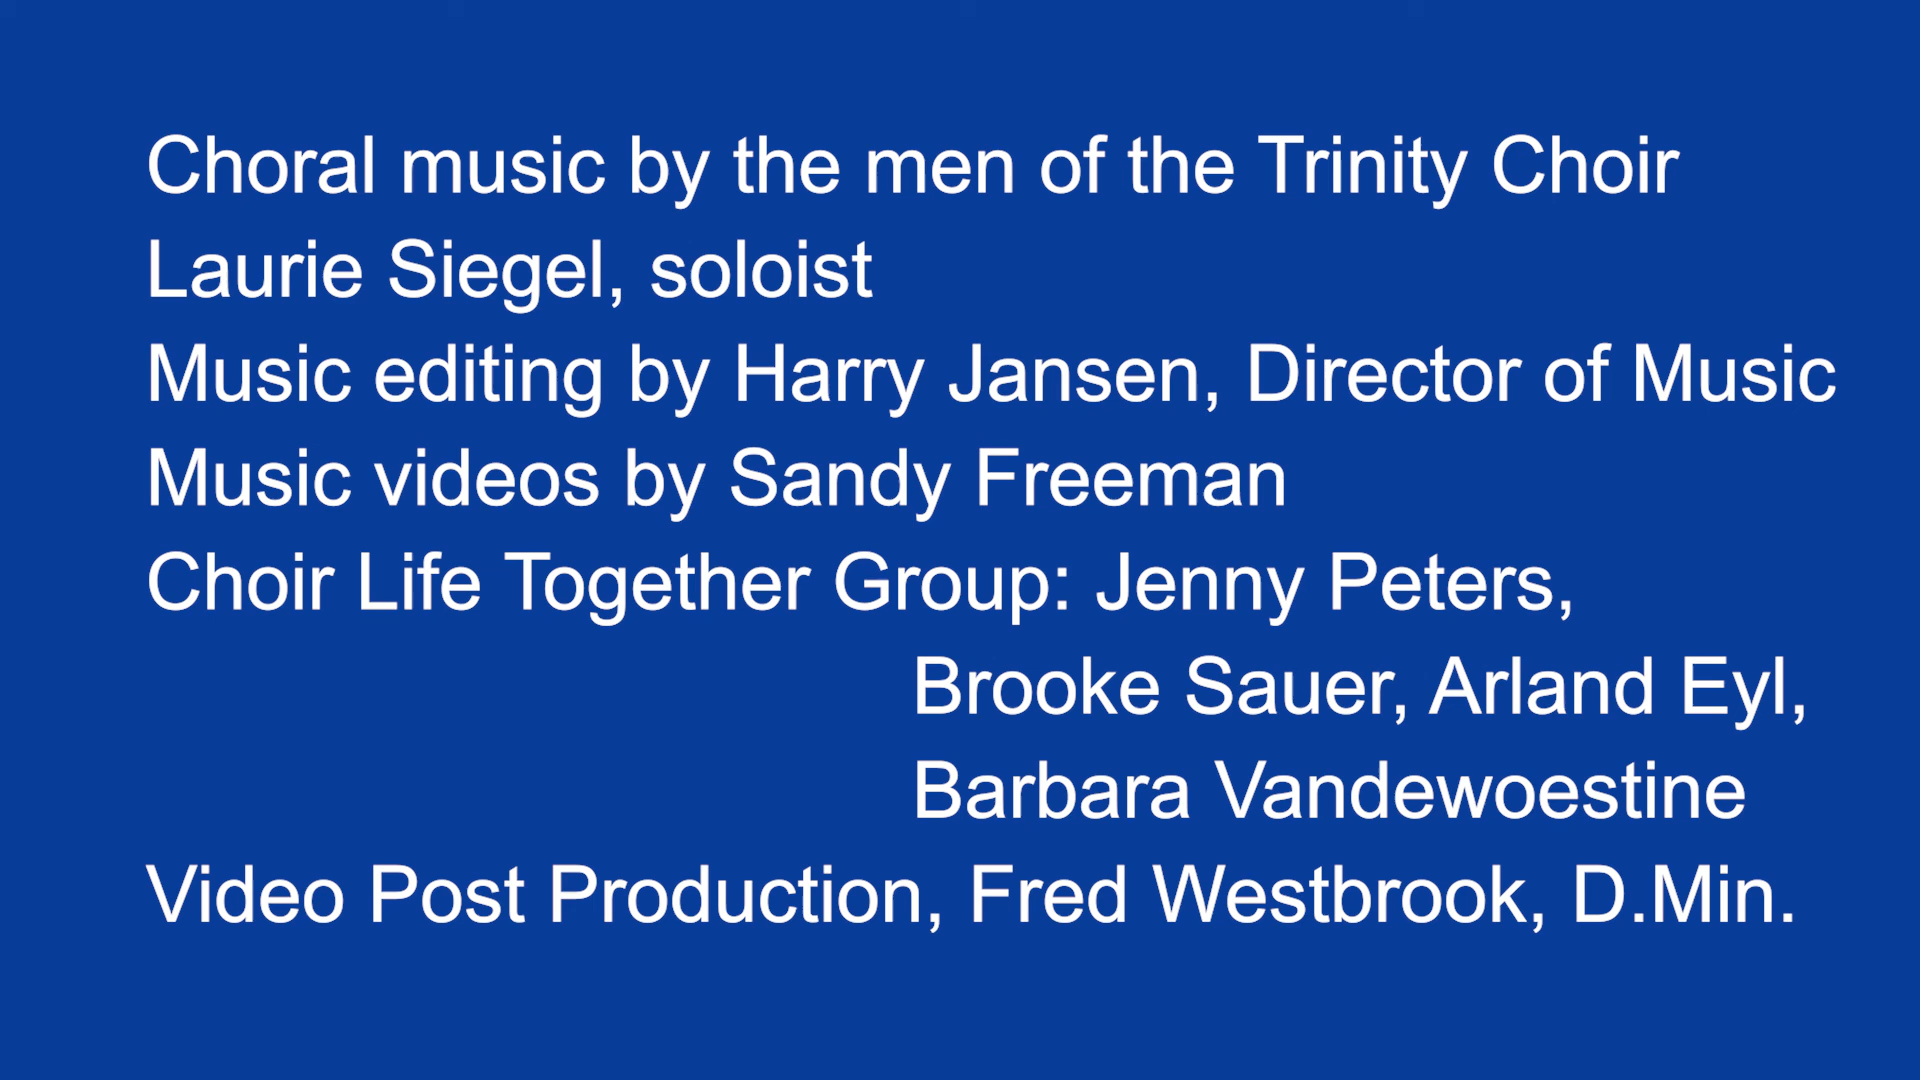 Choral music by the men of the Trinity Choir
Laurie Siegel, soloist
Music editing by Harry Jansen, Director of Music
Music videos by Sandy Freeman
Choir Life Together Group: Jenny Peters,
Brooke Sauer, Arland Eyl,
Barbara Vandewoestine
Video Post Production, Fred Westbrook, D.Min.